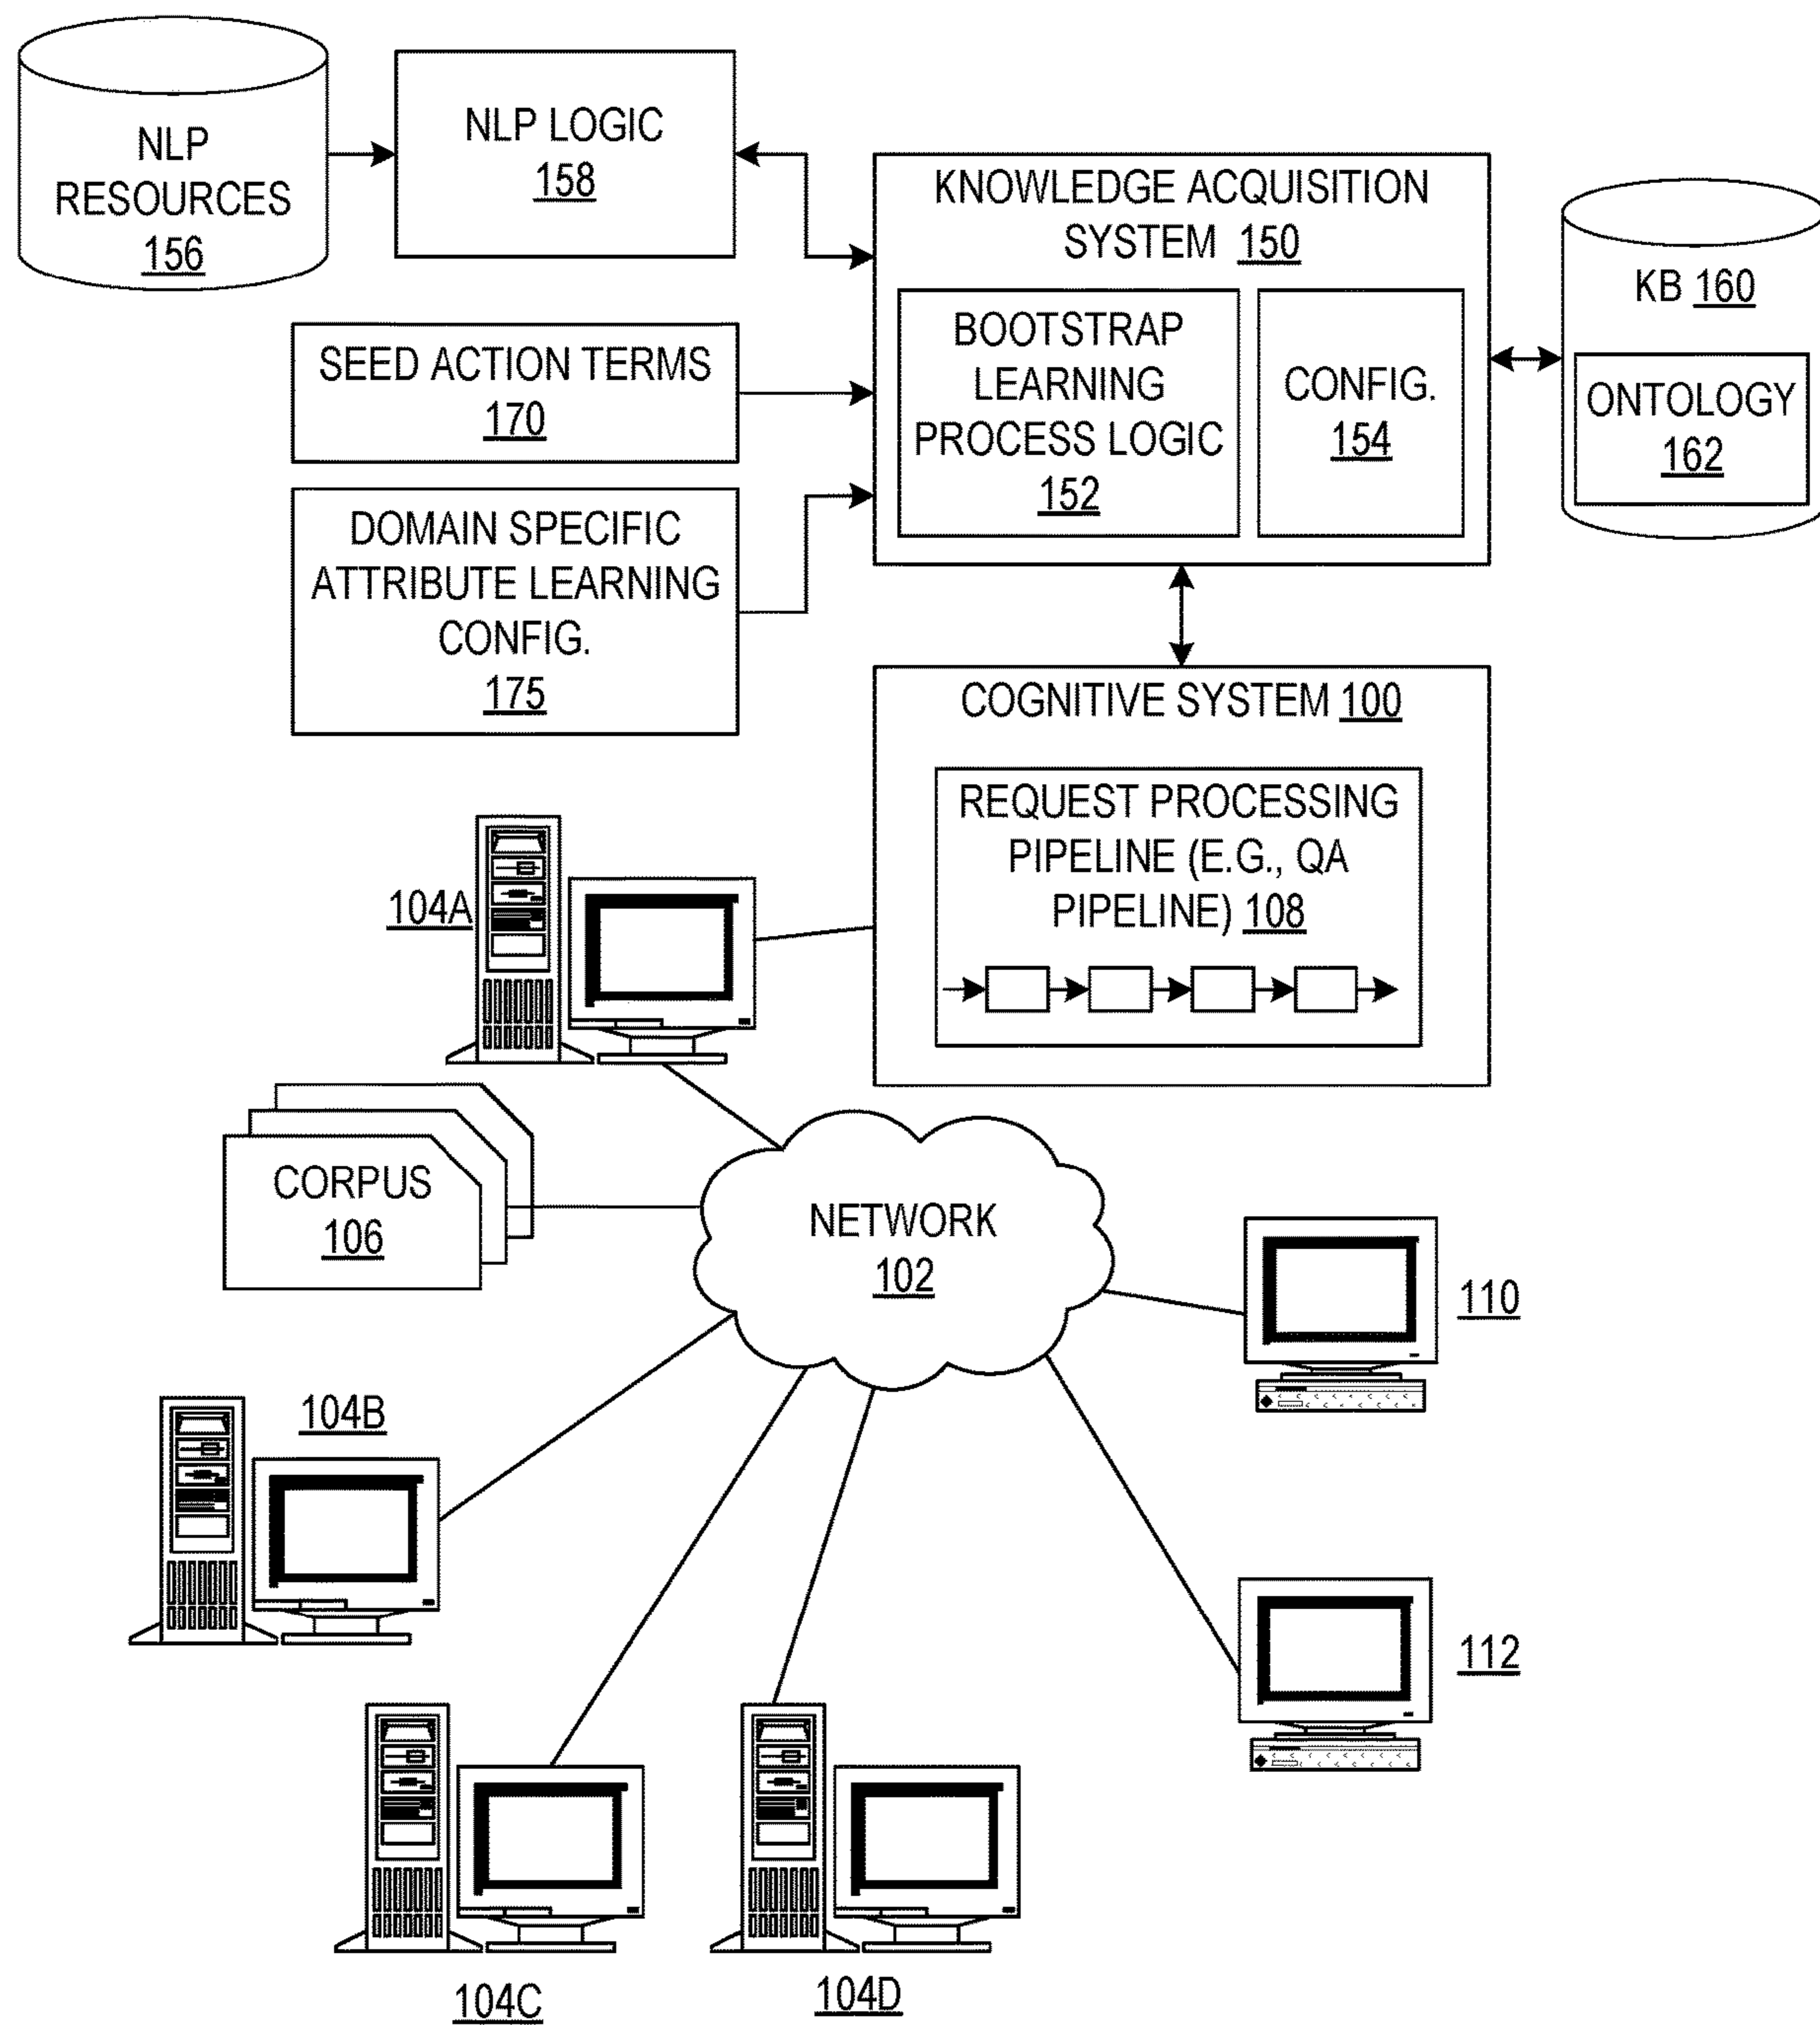 NLP
RESOURCES
156
NLP LOGIC
158
KNOWLEDGE ACQUISITION
SYSTEM 150
BOOTSTRAP
LEARNING
PROCESS LOGIC
152
CONFIG.
154
KB 160
ONTOLOGY
162
SEED ACTION TERMS
170
DOMAIN SPECIFIC
ATTRIBUTE LEARNING
CONFIG.
175
COGNITIVE SYSTEM 100
REQUEST PROCESSING
PIPELINE (E.G., QA
PIPELINE) 108
104A
CORPUS
106
NETWORK
102
110
104B
112
104C
104D